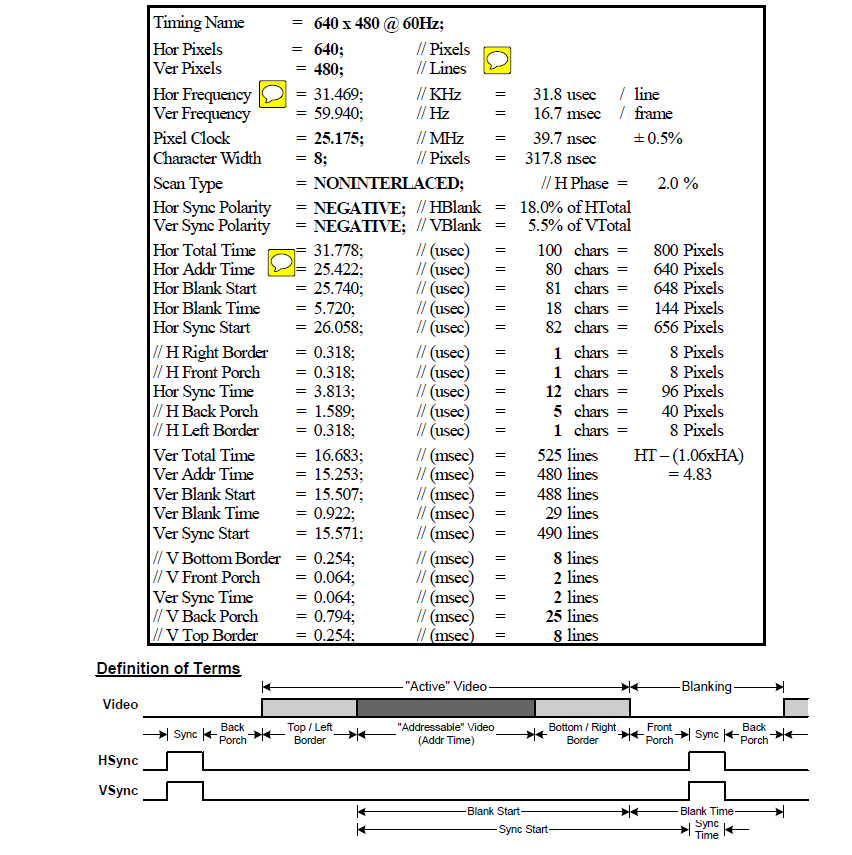 Timing Name = 640 x 480 @ 60Hz;
Hor Pixels = 640; // Pixels
Ver Pixels = 480; // Lines
Hor Frequency = 31.469; // KHz = 31.8 usec / line
Ver Frequency = 59.940; // Hz = 16.7 msec / frame
Pixel Clock = 25.175; // MHz = 39.7 nsec ± 0.5%
Character Width = 8; // Pixels = 317.8 nsec
Scan Type = NONINTERLACED; // H Phase = 2.0 %
Hor Sync Polarity = NEGATIVE; // HBlank = 18.0% of HTotal
Ver Sync Polarity = NEGATIVE; // VBlank = 5.5% of VTotal
Hor Total Time = 31.778; // (usec) = 100 chars = 800 Pixels
Hor Addr Time = 25.422; // (usec) = 80 chars = 640 Pixels
Hor Blank Start = 25.740; // (usec) = 81 chars = 648 Pixels
Hor Blank Time = 5.720; // (usec) = 18 chars = 144 Pixels
Hor Sync Start = 26.058; // (usec) = 82 chars = 656 Pixels
// H Right Border = 0.318; // (usec) = 1 chars = 8 Pixels
// H Front Porch = 0.318; // (usec) = 1 chars = 8 Pixels
Hor Sync Time = 3.813; // (usec) = 12 chars = 96 Pixels
// H Back Porch = 1.589; // (usec) = 5 chars = 40 Pixels
// H Left Border = 0.318; // (usec) = 1 chars = 8 Pixels
Ver Total Time = 16.683; // (msec) = 525 lines HT – (1.06xHA)
Ver Addr Time = 15.253; // (msec) = 480 lines = 4.83
Ver Blank Start = 15.507; // (msec) = 488 lines
Ver Blank Time = 0.922; // (msec) = 29 lines
Ver Sync Start = 15.571; // (msec) = 490 lines
// V Bottom Border = 0.254; // (msec) = 8 lines
// V Front Porch = 0.064; // (msec) = 2 lines
Ver Sync Time = 0.064; // (msec) = 2 lines
// V Back Porch = 0.794; // (msec) = 25 lines
// V Top Border = 0.254; // (msec) = 8 lines
Definition of Terms
"Active" Video Blanking
Video
Sync Back Porch Top / Left Border "Addressable" Video (Addr Time) Bottom / Right Border Front Porch Sync Back Porch
HSync
VSync
Blank Start Blank Time
Sync Start Sync Time